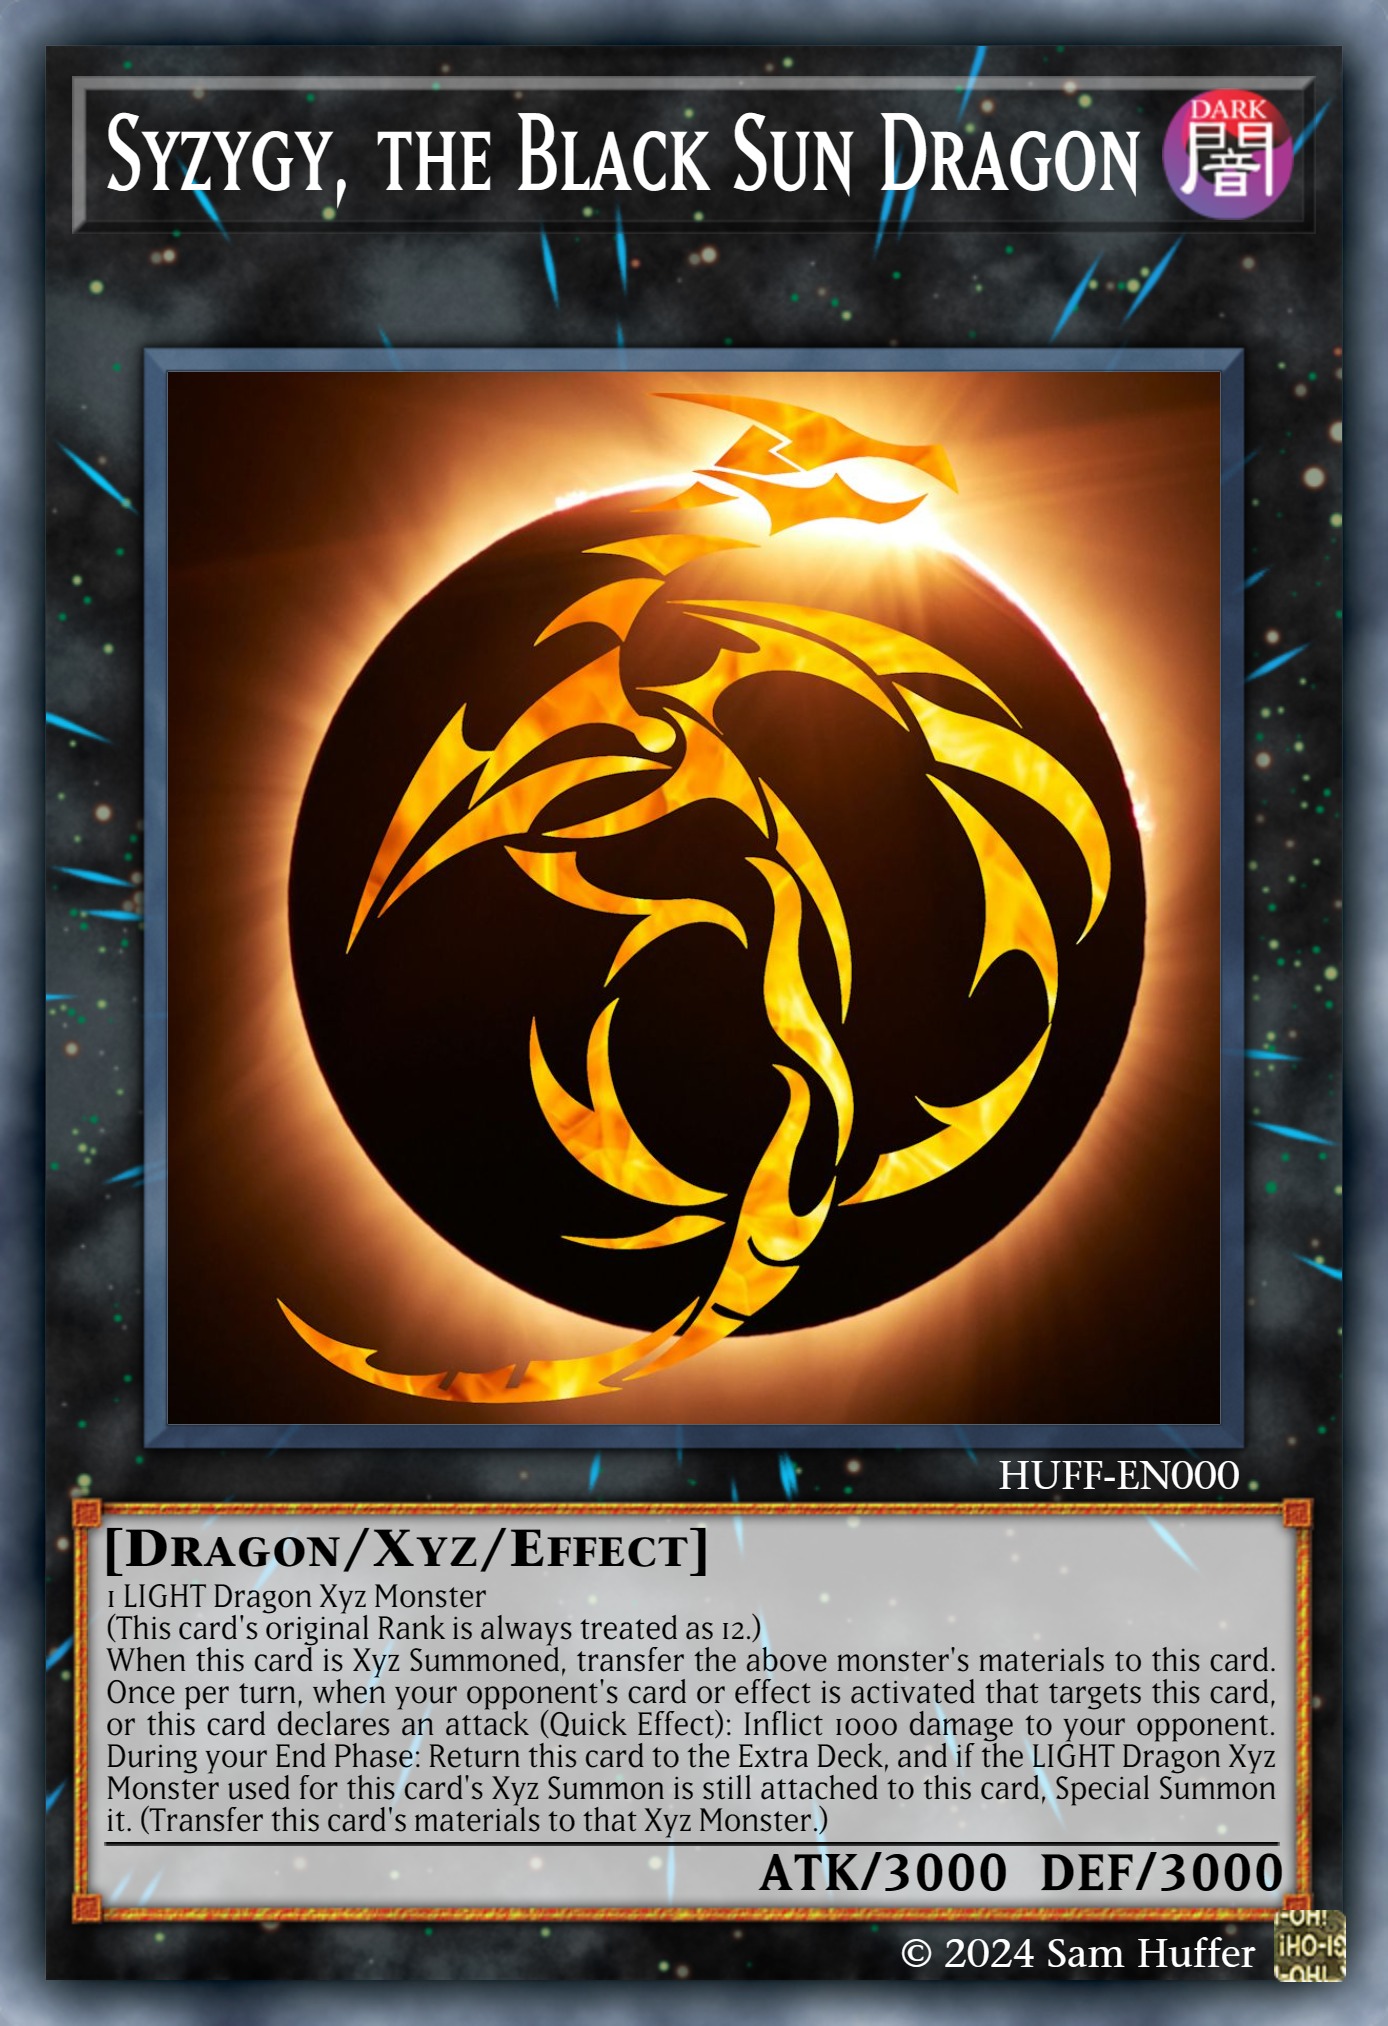 Syzygy, the Black Sun Dragon
DARK
闇
HUFF-EN000
[Dragon/Xyz/Effect]
1 LIGHT Dragon Xyz Monster
(This card's original Rank is always treated as 12.)
When this card is Xyz Summoned, transfer the above monster's materials to this card.
Once per turn, when your opponent's card or effect is activated that targets this card,
or this card declares an attack (Quick Effect): Inflict 1000 damage to your opponent.
During your End Phase: Return this card to the Extra Deck, and if the LIGHT Dragon Xyz
Monster used for this card's Xyz Summon is still attached to this card, Special Summon
it. (Transfer this card's materials to that Xyz Monster.)
ATK/3000 DEF/3000
© 2024 Sam Huffer